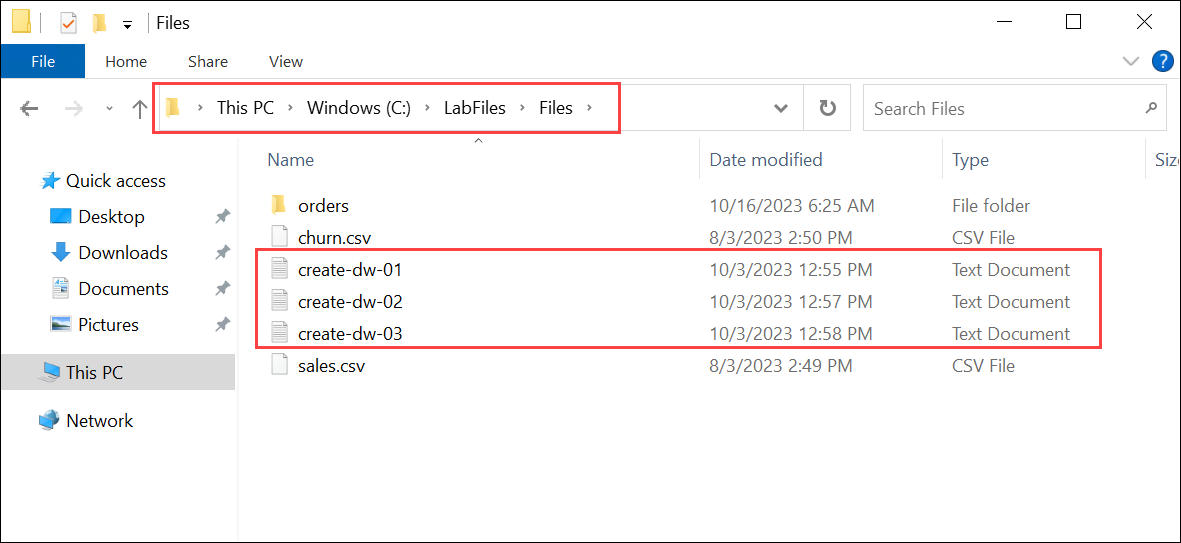 Files
File Home Share View
This PC Windows (C:) LabFiles Files Search Files
Name Date modified Type Siz
Quick access
Desktop
Downloads
Documents
Pictures
This PC
Network
orders 10/16/2023 6:25 AM File folder
churn.csv 8/3/2023 2:50 PM CSV File
create-dw-01 10/3/2023 12:55 PM Text Document
create-dw-02 10/3/2023 12:57 PM Text Document
create-dw-03 10/3/2023 12:58 PM Text Document
sales.csv 8/3/2023 2:49 PM CSV File